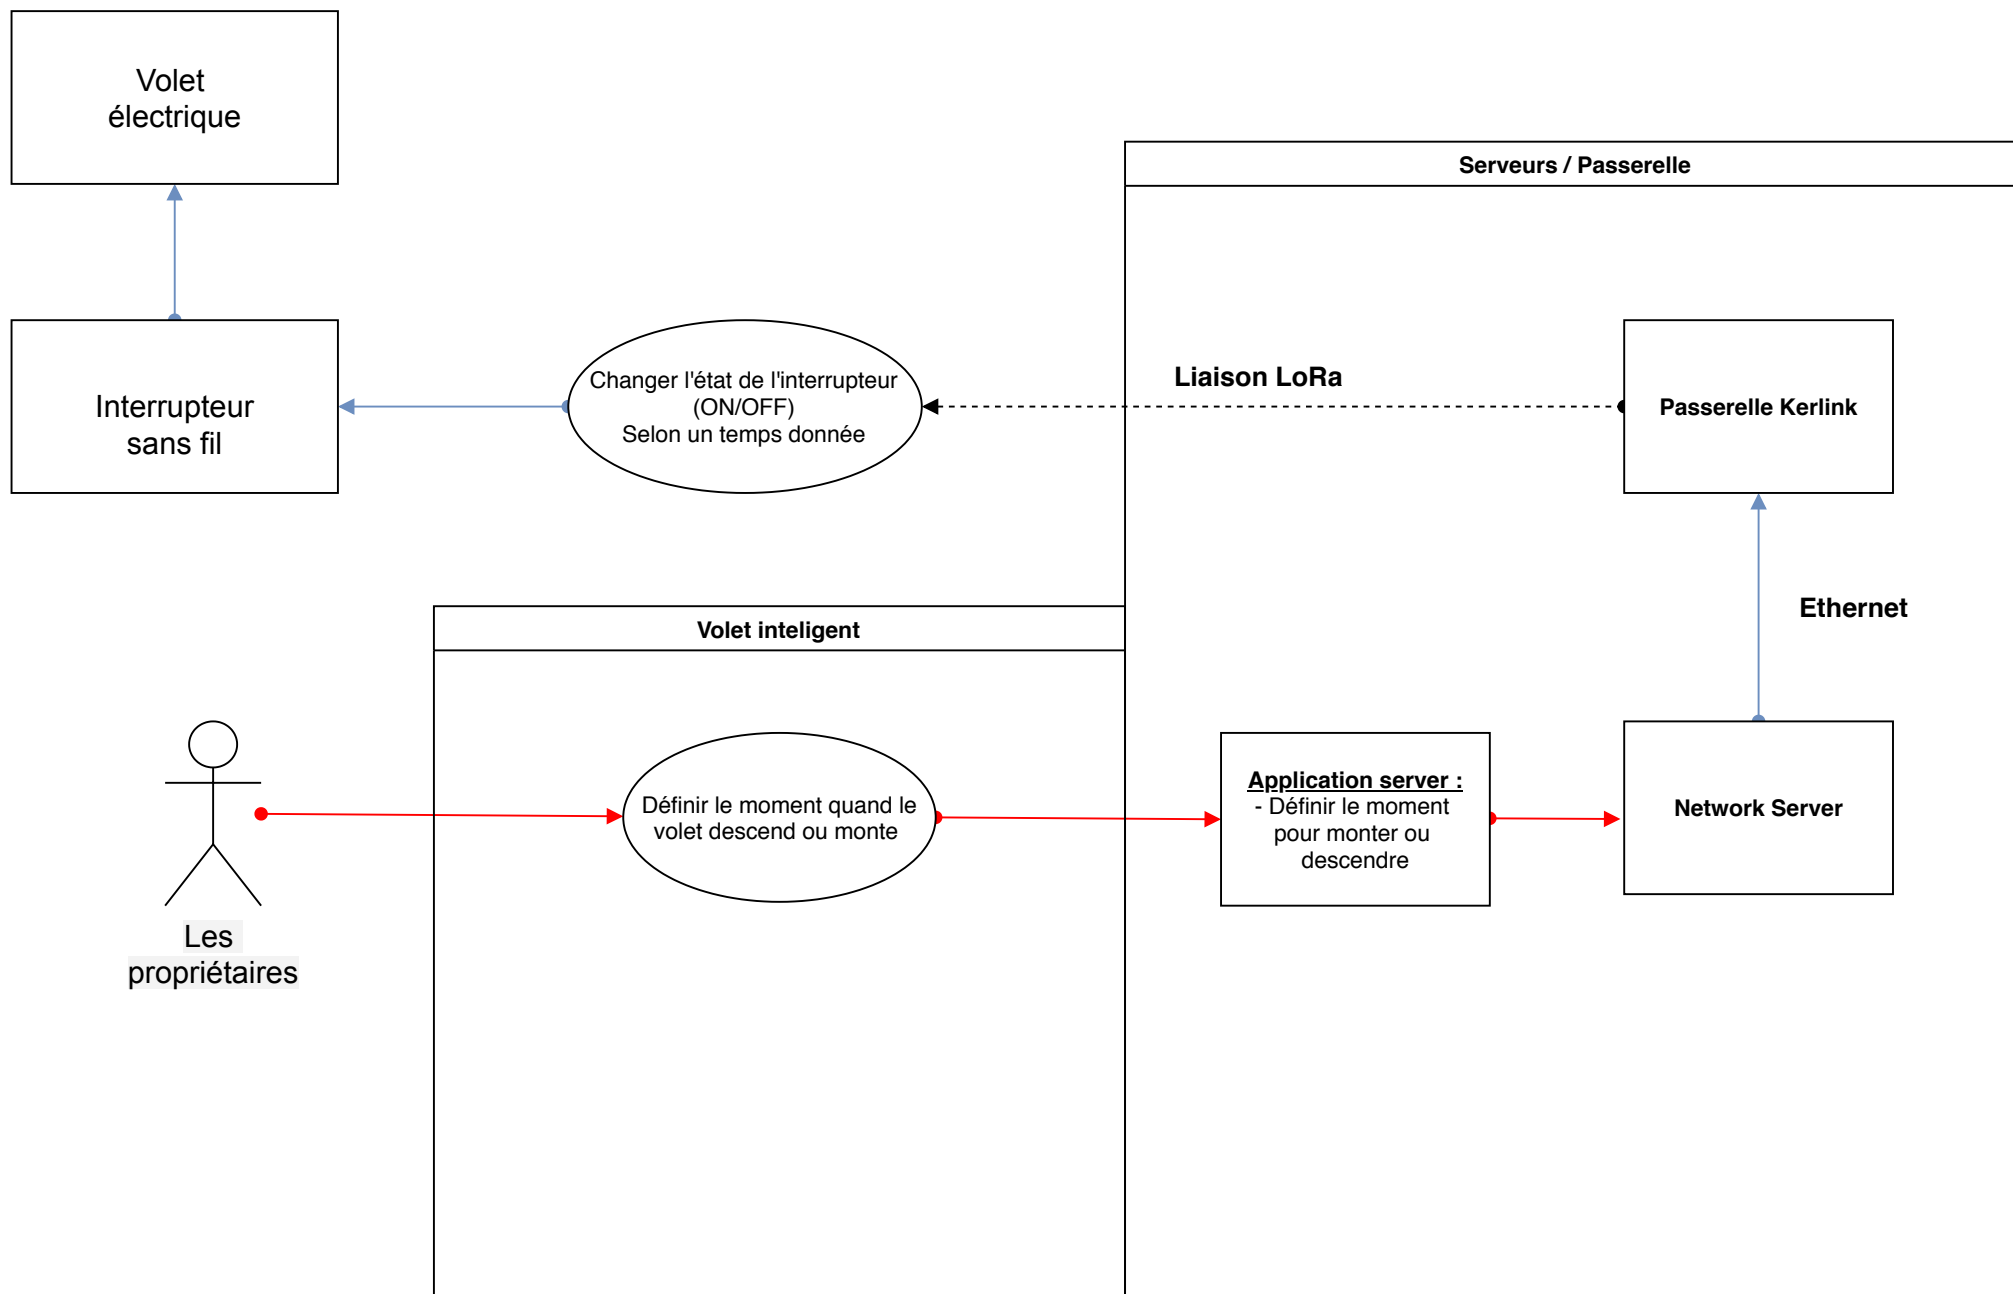 Volet
électrique
Serveurs / Passerelle
Interrupteur
sans fil
Changer l'état de l'interrupteur
(ON/OFF)
Selon un temps donnée
Liaison LoRa
Passerelle Kerlink
Ethernet
Volet inteligent
Les
propriétaires
Définir le moment quand le
volet descend ou monte
Application server :
- Définir le moment
pour monter ou
descendre
Network Server